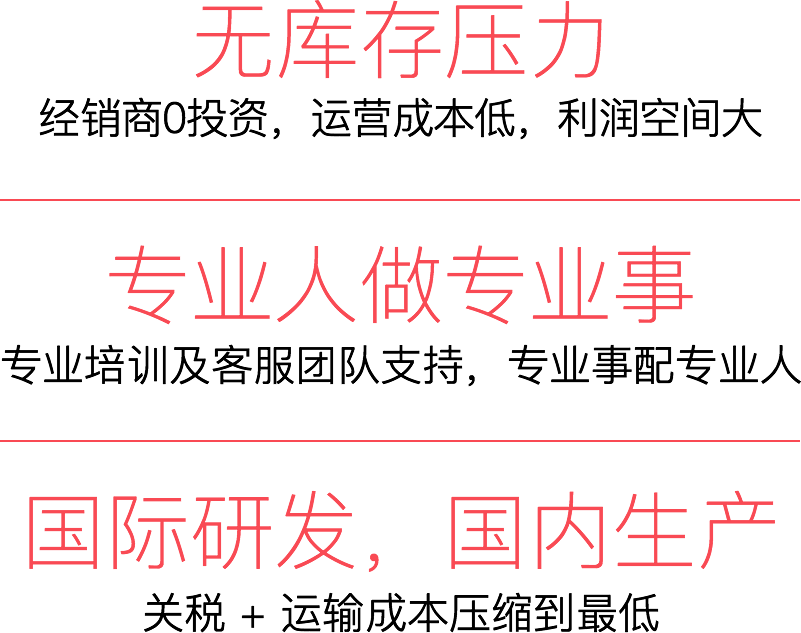 无库存压力
经销商0投资，运营成本低，利润空间大
专业人做专业事
专业培训及客服团队支持，专业事配专业人
国际研发，国内生产
关税 + 运输成本压缩到最低